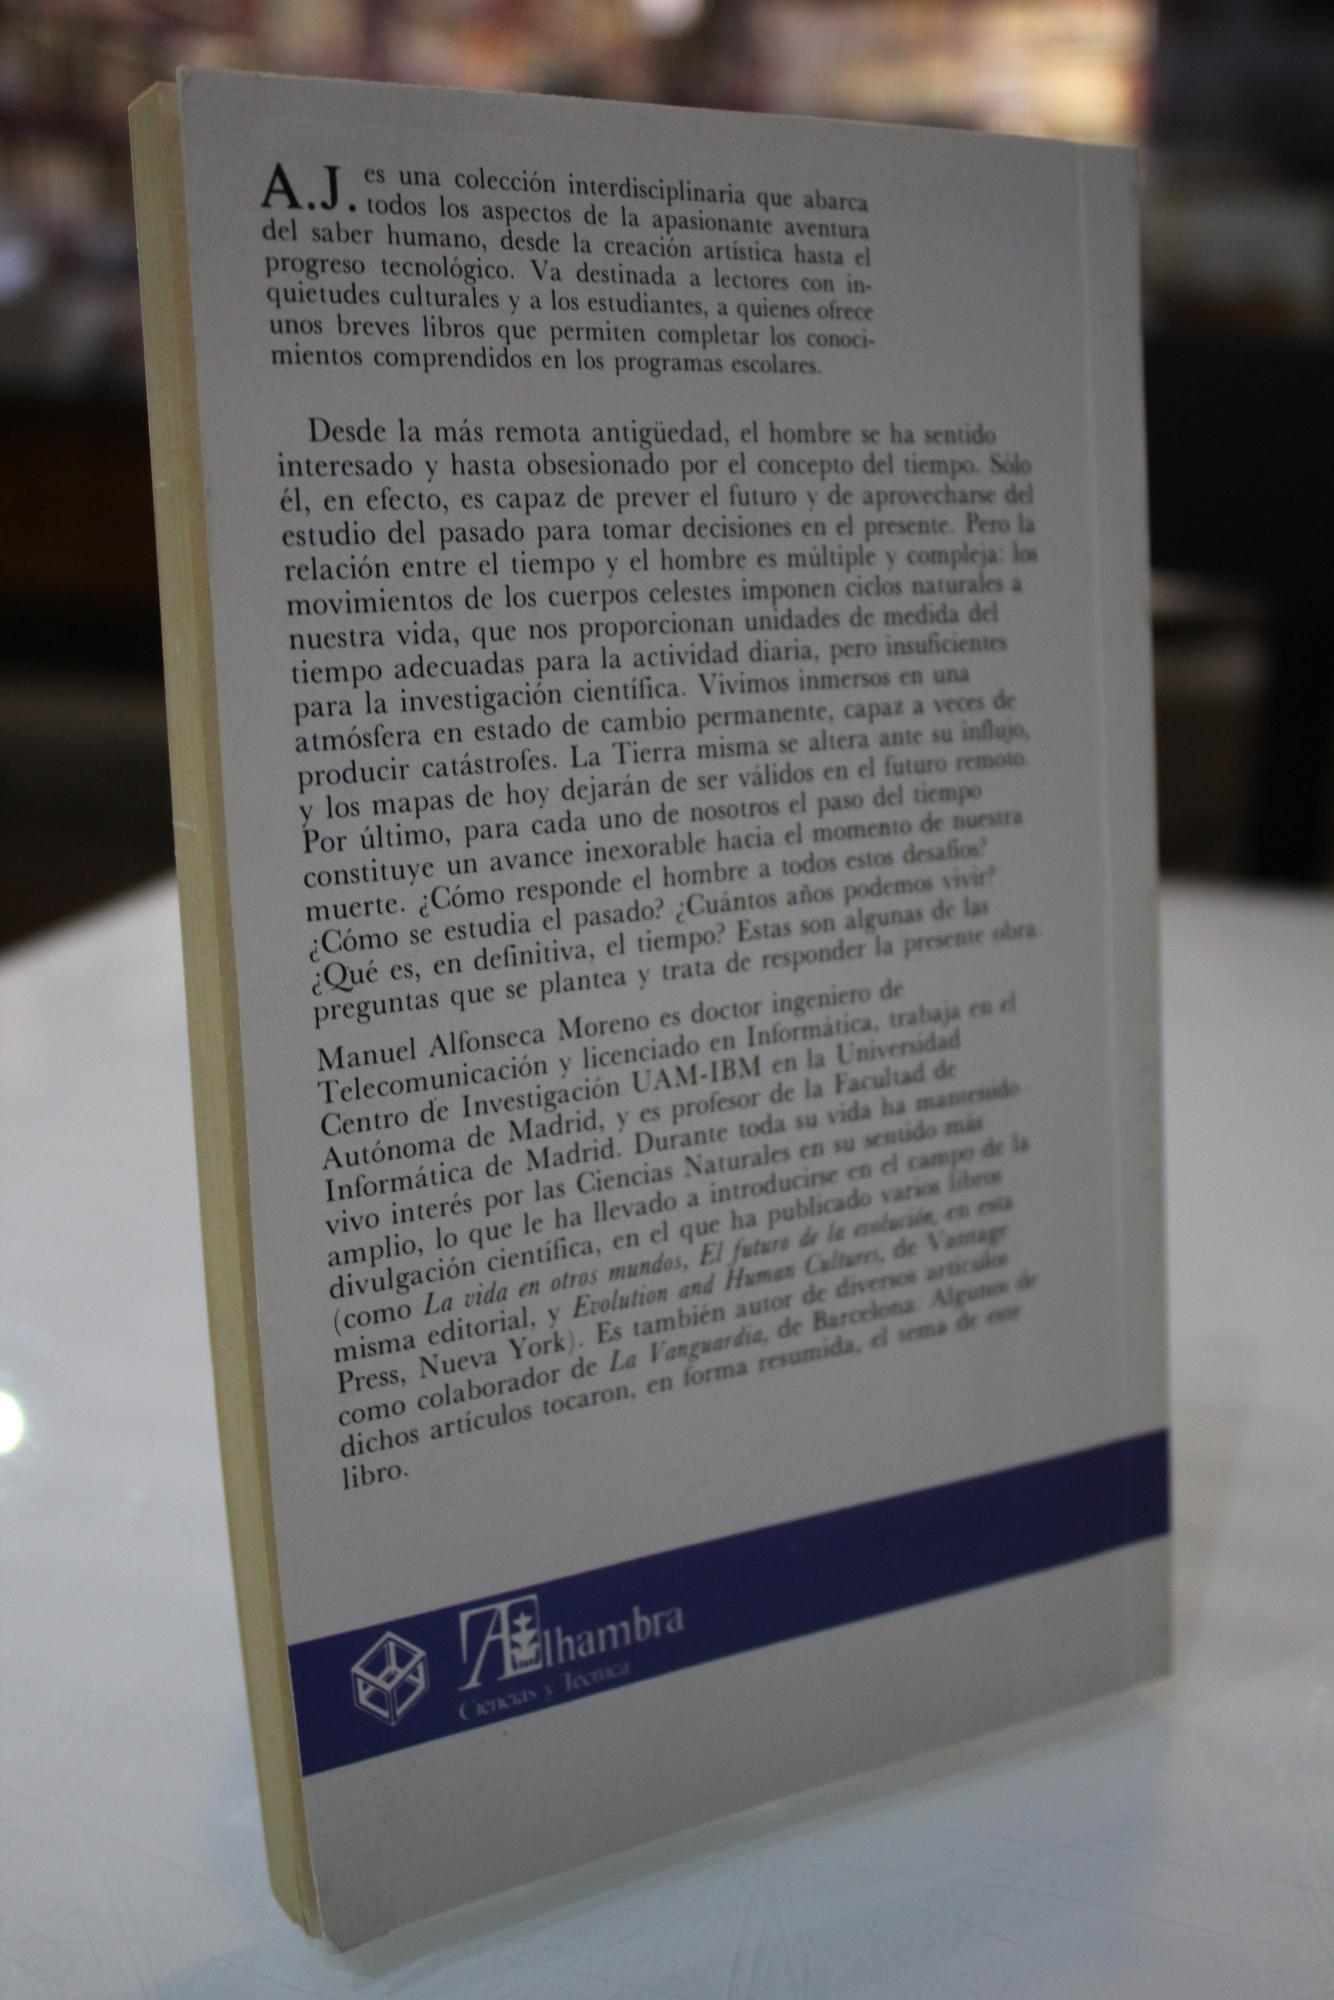 A.J. es una colección interdisciplinaria que abarca
todos los aspectos de la apasionante aventura
del saber humano, desde la creación artística hasta el
progreso tecnológico. Va destinada a lectores con in-
quietudes culturales y a los estudiantes, a quienes ofrece
unos breves libros que permiten completar los conoci-
mientos comprendidos en los programas escolares.
Desde la más remota antigüedad, el hombre se ha sentido
interesado y hasta obsesionado por el concepto del tiempo. Sólo
él, en efecto, es capaz de prever el futuro y de aprovecharse del
estudio del pasado para tomar decisiones en el presente. Pero la
relación entre el tiempo y el hombre es múltiple y compleja: los
movimientos de los cuerpos celestes imponen ciclos naturales a
nuestra vida, que nos proporcionan unidades de medida del
tiempo adecuadas para la actividad diaria, pero insuficientes
para la investigación científica. Vivimos inmersos en una
atmósfera en estado de cambio permanente, capaz a veces de
producir catástrofes. La Tierra misma se altera ante su influjo,
y los mapas de hoy dejarán de ser válidos en el futuro remoto.
Por último, para cada uno de nosotros el paso del tiempo
constituye un avance inexorable hacia el momento de nuestra
muerte. ¿Cómo responde el hombre a todos estos desafíos?
¿Cómo se estudia el pasado? ¿Cuántos años podemos vivir?
¿Qué es, en definitiva, el tiempo? Estas son algunas de las
preguntas que se plantea y trata de responder la presente obra.
Manuel Alfonseca Moreno es doctor ingeniero de
Telecomunicación y licenciado en Informática, trabaja en el
Centro de Investigación UAM-IBM en la Universidad
Autónoma de Madrid, y es profesor de la Facultad de
Informática de Madrid. Durante toda su vida ha mantenido
vivo interés por las Ciencias Naturales en su sentido más
amplio, lo que le ha llevado a introducirse en el campo de la
divulgación científica, en el que ha publicado varios libros
(como La vida en otros mundos, El futuro de la evolución, en esta
misma editorial, y Evolution and Human Cultures, de Vantage
Press, Nueva York). Es también autor de diversos artículos
como colaborador de La Vanguardia, de Barcelona. Algunos de
dichos artículos tocaron, en forma resumida, el tema de este
libro.
Alhambra
Ciencias y Técnica